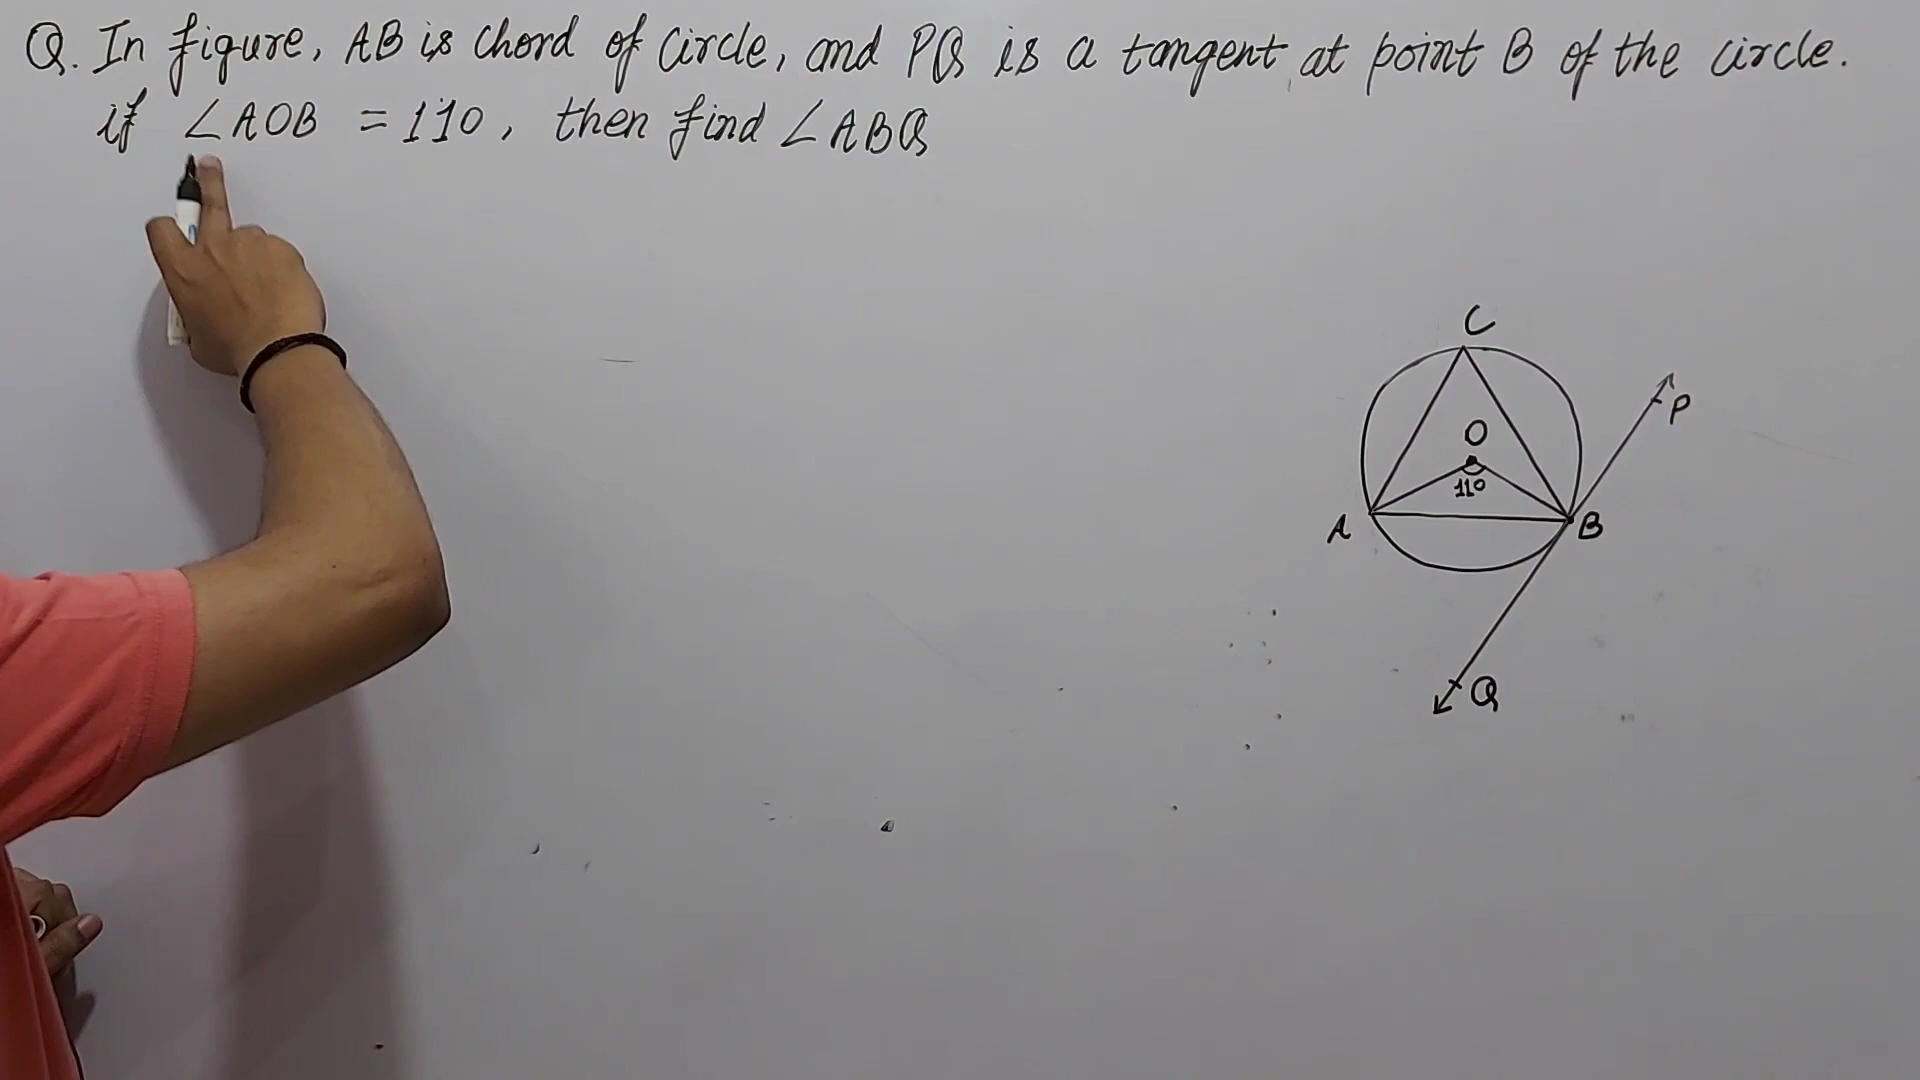 Q. In figure, AB is chord of circle, and PQ is a tangent at point B of the circle.
if ∠AOB = 110, then find ∠ABQ
C
P
O
110
A
B
Q